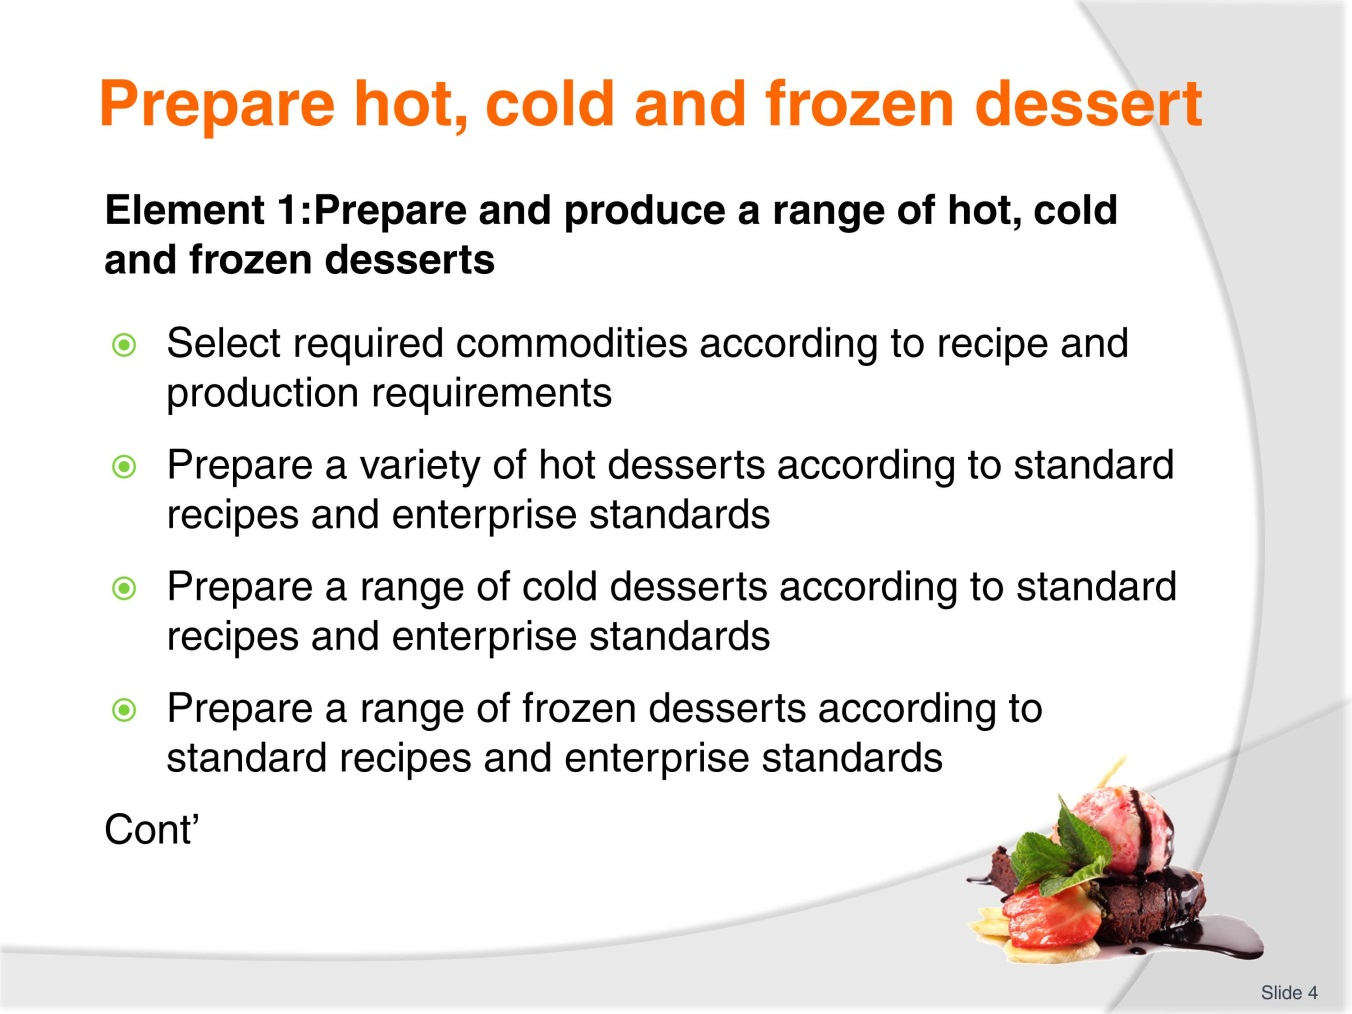 Prepare hot, cold and frozen dessert
Element 1:Prepare and produce a range of hot, cold
and frozen desserts
Select required commodities according to recipe and
production requirements
Prepare a variety of hot desserts according to standard
recipes and enterprise standards
Prepare a range of cold desserts according to standard
recipes and enterprise standards
Prepare a range of frozen desserts according to
standard recipes and enterprise standards
Cont’
Slide 4